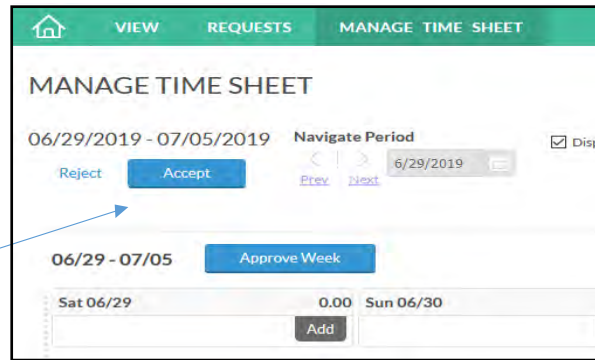 VIEW REQUESTS MANAGE TIME SHEET
MANAGE TIME SHEET
06/29/2019 - 07/05/2019 Navigate Period
Reject Accept Prev Next 6/29/2019 Disp
06/29 - 07/05 Approve Week
Sat 06/29 0.00 Sun 06/30
Add